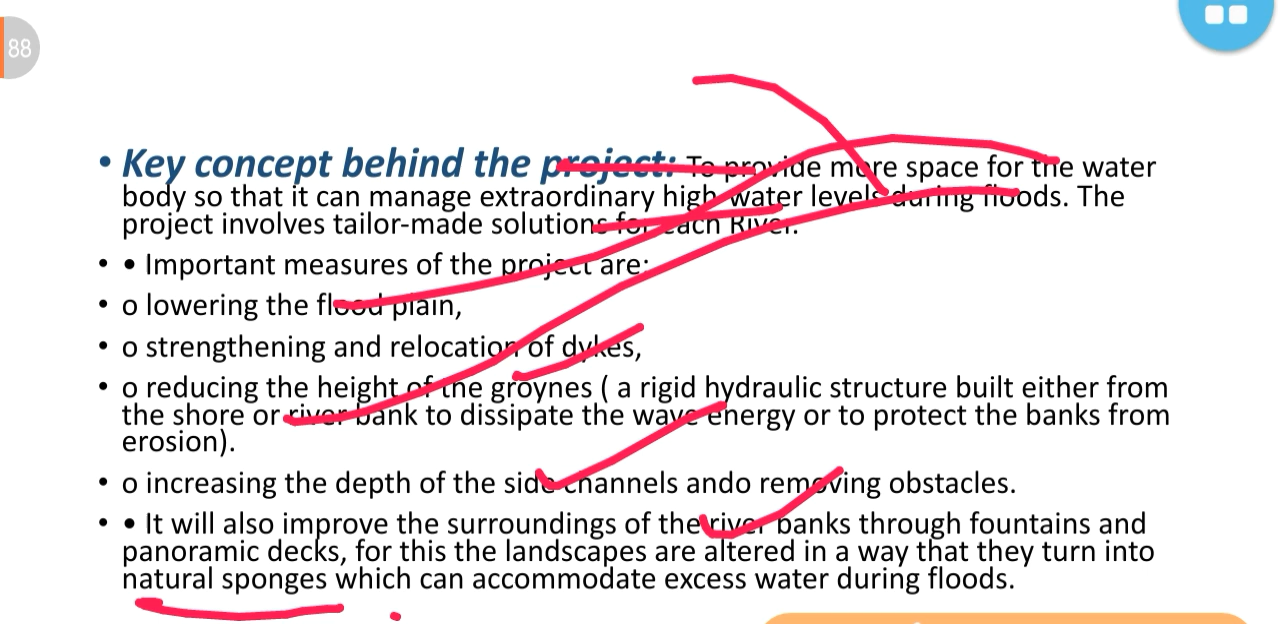 88
• Key concept behind the project: To provide more space for the water
body so that it can manage extraordinary high water levels during floods. The
project involves tailor-made solutions for each River.
• • Important measures of the project are:
• o lowering the flood plain,
• o strengthening and relocation of dykes,
• o reducing the height of the groynes ( a rigid hydraulic structure built either from
the shore or river bank to dissipate the wave energy or to protect the banks from
erosion).
• o increasing the depth of the side channels ando removing obstacles.
• • It will also improve the surroundings of the river banks through fountains and
panoramic decks, for this the landscapes are altered in a way that they turn into
natural sponges which can accommodate excess water during floods.